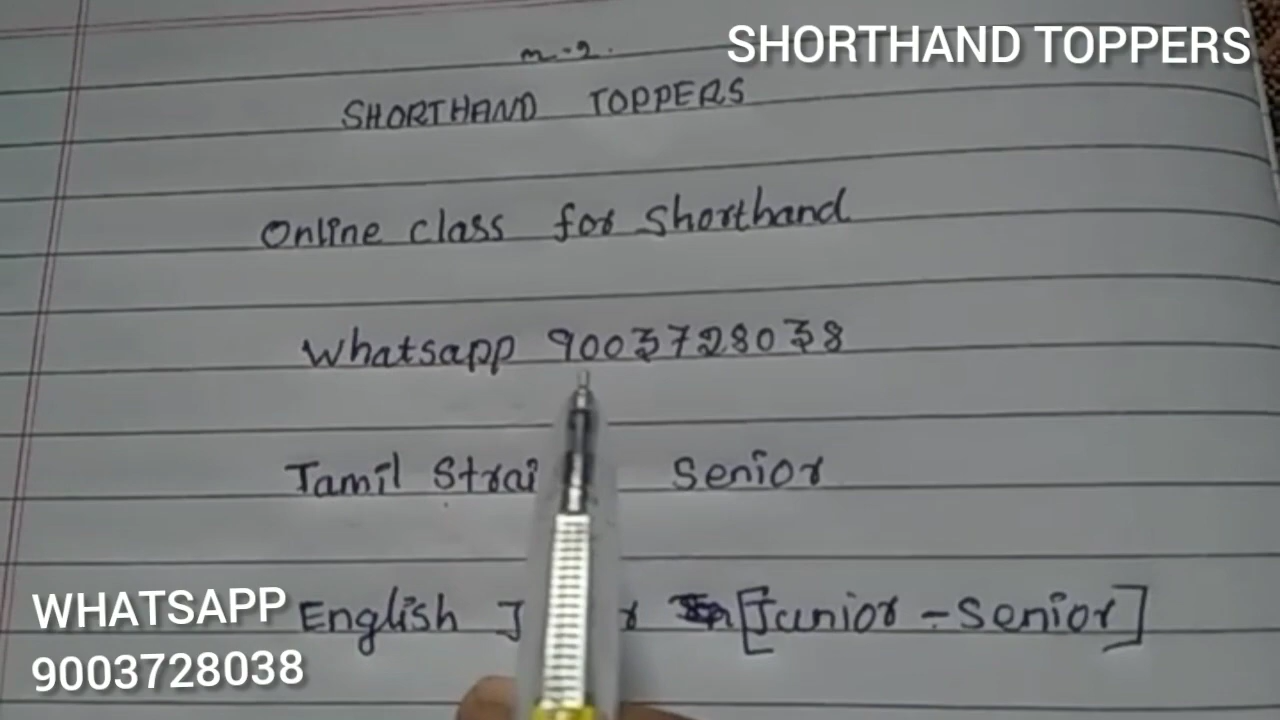 SHORTHAND TOPPERS
SHORTHAND TOPPERS
Online class for Shorthand
Whatsapp 9003728038
Tamil Senior
English [Junior - Senior]
WHATSAPP
9003728038